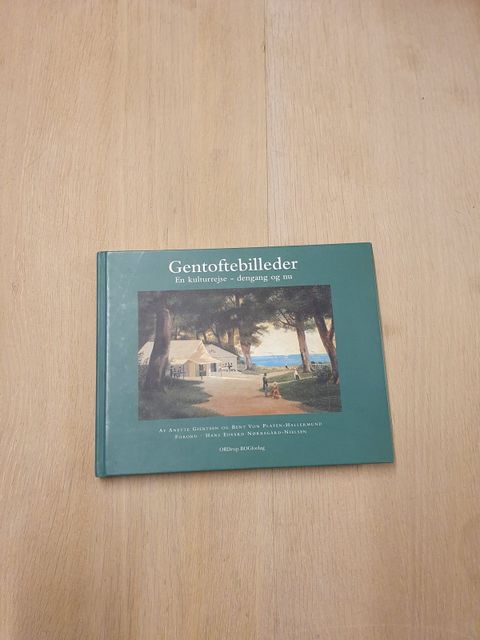 Gentoftebilleder
En kulturrejse – dengang og nu
Af Anette Gjentsen og Bent Von Platen-Hallermund
Forord - Hans Edvard Nørregård-Nielsen
ORDrup BOGforlag